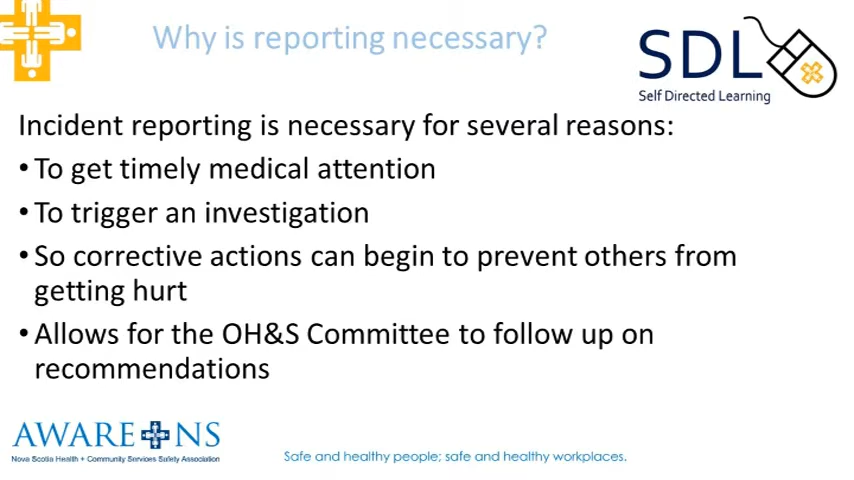 Why is reporting necessary?
SDL
Self Directed Learning
Incident reporting is necessary for several reasons:
• To get timely medical attention
• To trigger an investigation
• So corrective actions can begin to prevent others from
getting hurt
• Allows for the OH&S Committee to follow up on
recommendations
AWARE NS
Nova Scotia Health + Community Services Safety Association
Safe and healthy people; safe and healthy workplaces.